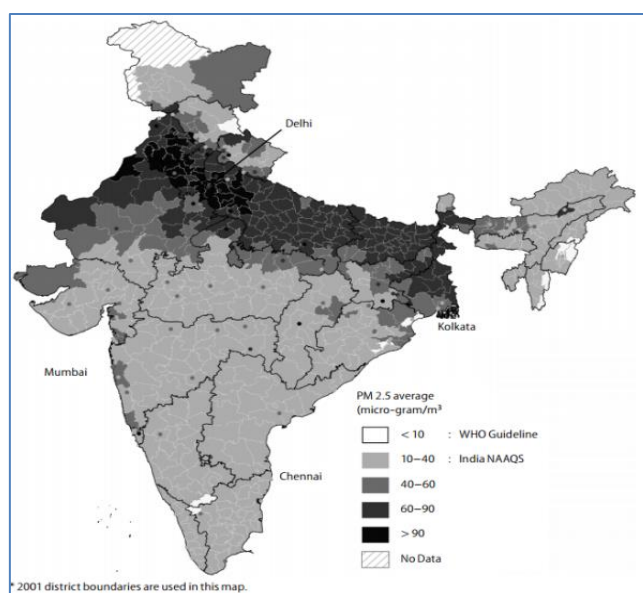 Delhi
Kolkata
Mumbai
PM 2.5 average
(micro-gram/m³
< 10 : WHO Guideline
10–40 : India NAAQS
Chennai
40–60
60–90
> 90
No Data
* 2001 district boundaries are used in this map.